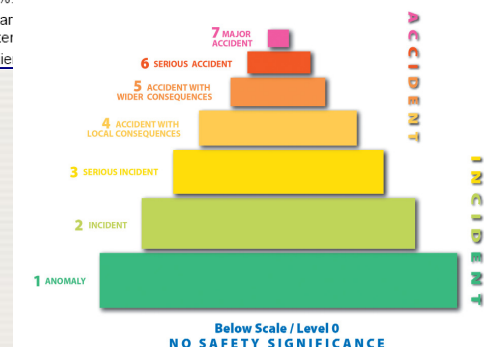 7 MAJOR
ACCIDENT
6 SERIOUS ACCIDENT
5 ACCIDENT WITH
WIDER CONSEQUENCES
4 ACCIDENT WITH
LOCAL CONSEQUENCES
3 SERIOUS INCIDENT
2 INCIDENT
1 ANOMALY
ACCIDENT
INCIDENT
Below Scale / Level 0
NO SAFETY SIGNIFICANCE